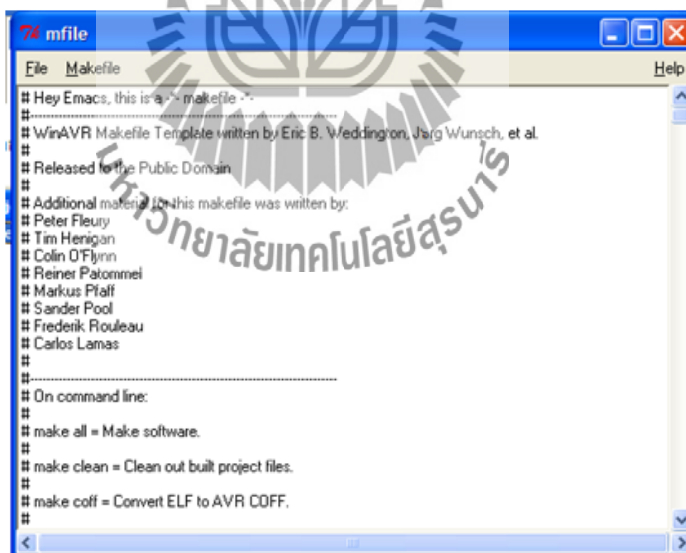 mfile
File Makefile Help
# Hey Emacs, this is a -*- makefile -*-
#----------------------------------------------------------------------------
# WinAVR Makefile Template written by Eric B. Weddington, Jörg Wunsch, et al.
#
# Released to the Public Domain
#
# Additional material for this makefile was written by:
# Peter Fleury
# Tim Henigan
# Colin O'Flynn
# Reiner Patommel
# Markus Pfaff
# Sander Pool
# Frederik Rouleau
# Carlos Lamas
#
#----------------------------------------------------------------------------
# On command line:
#
# make all = Make software.
#
# make clean = Clean out built project files.
#
# make coff = Convert ELF to AVR COFF.
#
มหาวิทยาลัยเทคโนโลยีสุรนารี